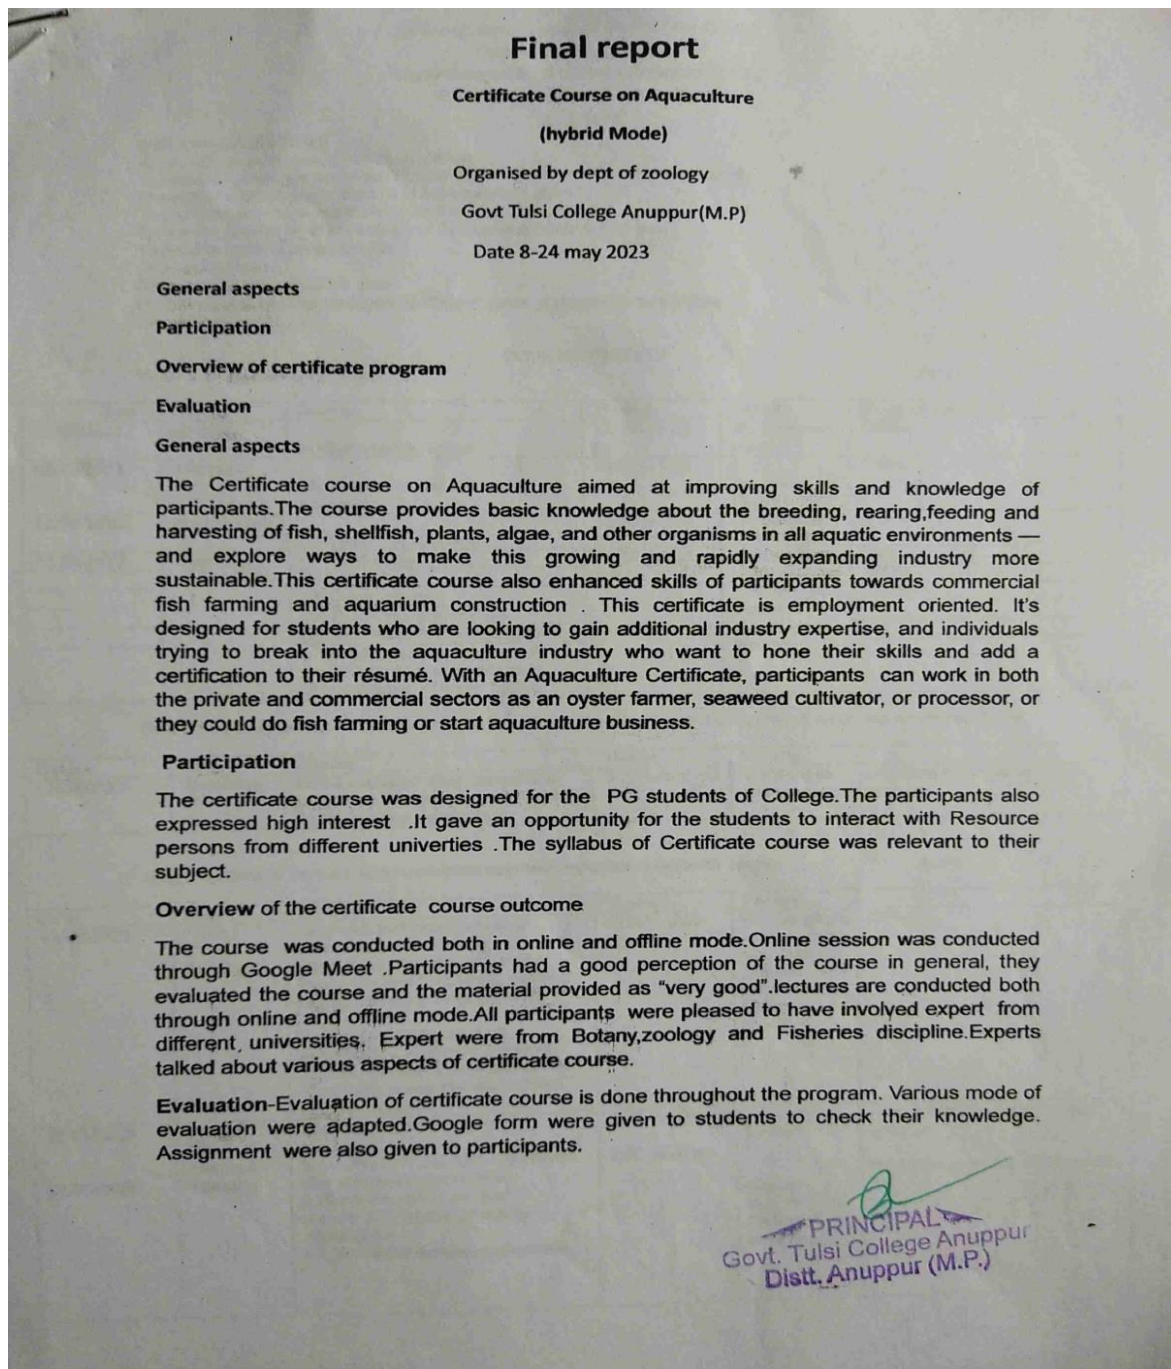 Final report
Certificate Course on Aquaculture
(hybrid Mode)
Organised by dept of zoology
Govt Tulsi College Anuppur(M.P)
Date 8-24 may 2023
General aspects
Participation
Overview of certificate program
Evaluation
General aspects
The Certificate course on Aquaculture aimed at improving skills and knowledge of
participants.The course provides basic knowledge about the breeding, rearing,feeding and
harvesting of fish, shellfish, plants, algae, and other organisms in all aquatic environments —
and explore ways to make this growing and rapidly expanding industry more
sustainable.This certificate course also enhanced skills of participants towards commercial
fish farming and aquarium construction . This certificate is employment oriented. It's
designed for students who are looking to gain additional industry expertise, and individuals
trying to break into the aquaculture industry who want to hone their skills and add a
certification to their résumé. With an Aquaculture Certificate, participants can work in both
the private and commercial sectors as an oyster farmer, seaweed cultivator, or processor, or
they could do fish farming or start aquaculture business.
Participation
The certificate course was designed for the PG students of College.The participants also
expressed high interest .It gave an opportunity for the students to interact with Resource
persons from different univerties .The syllabus of Certificate course was relevant to their
subject.
Overview of the certificate course outcome
The course was conducted both in online and offline mode.Online session was conducted
through Google Meet .Participants had a good perception of the course in general, they
evaluated the course and the material provided as “very good”.lectures are conducted both
through online and offline mode.All participants were pleased to have involved expert from
different universities. Expert were from Botany,zoology and Fisheries discipline.Experts
talked about various aspects of certificate course.
Evaluation-Evaluation of certificate course is done throughout the program. Various mode of
evaluation were adapted.Google form were given to students to check their knowledge.
Assignment were also given to participants.
PRINCIPAL
Govt. Tulsi College Anuppur
Distt. Anuppur (M.P.)